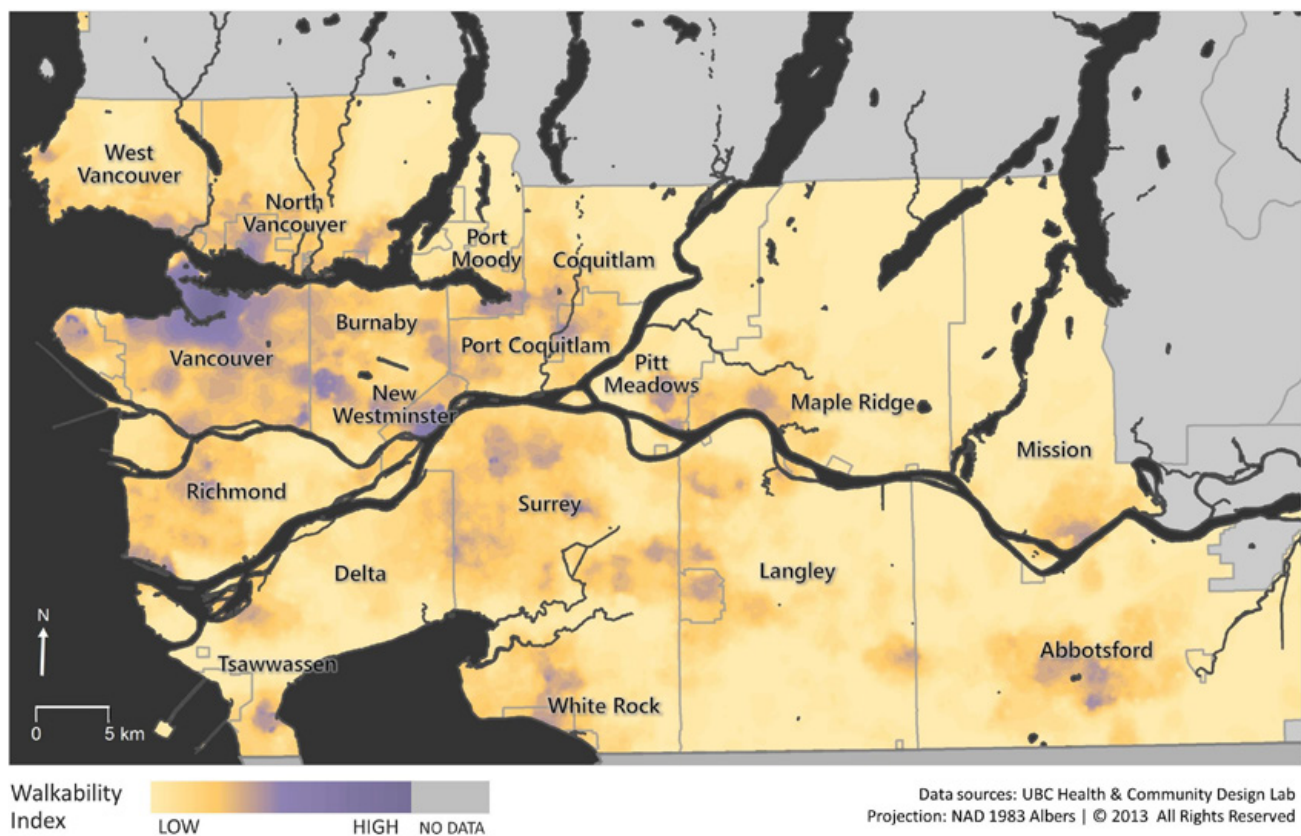 West
Vancouver
North
Vancouver
Port
Moody
Coquitlam
Burnaby
Port Coquitlam
Vancouver
Pitt
Meadows
New
Westminster
Maple Ridge
Mission
Richmond
Surrey
Delta
Langley
N
Tsawwassen
Abbotsford
White Rock
0 5 km
Walkability
Index
LOW HIGH NO DATA
Data sources: UBC Health & Community Design Lab
Projection: NAD 1983 Albers | © 2013 All Rights Reserved